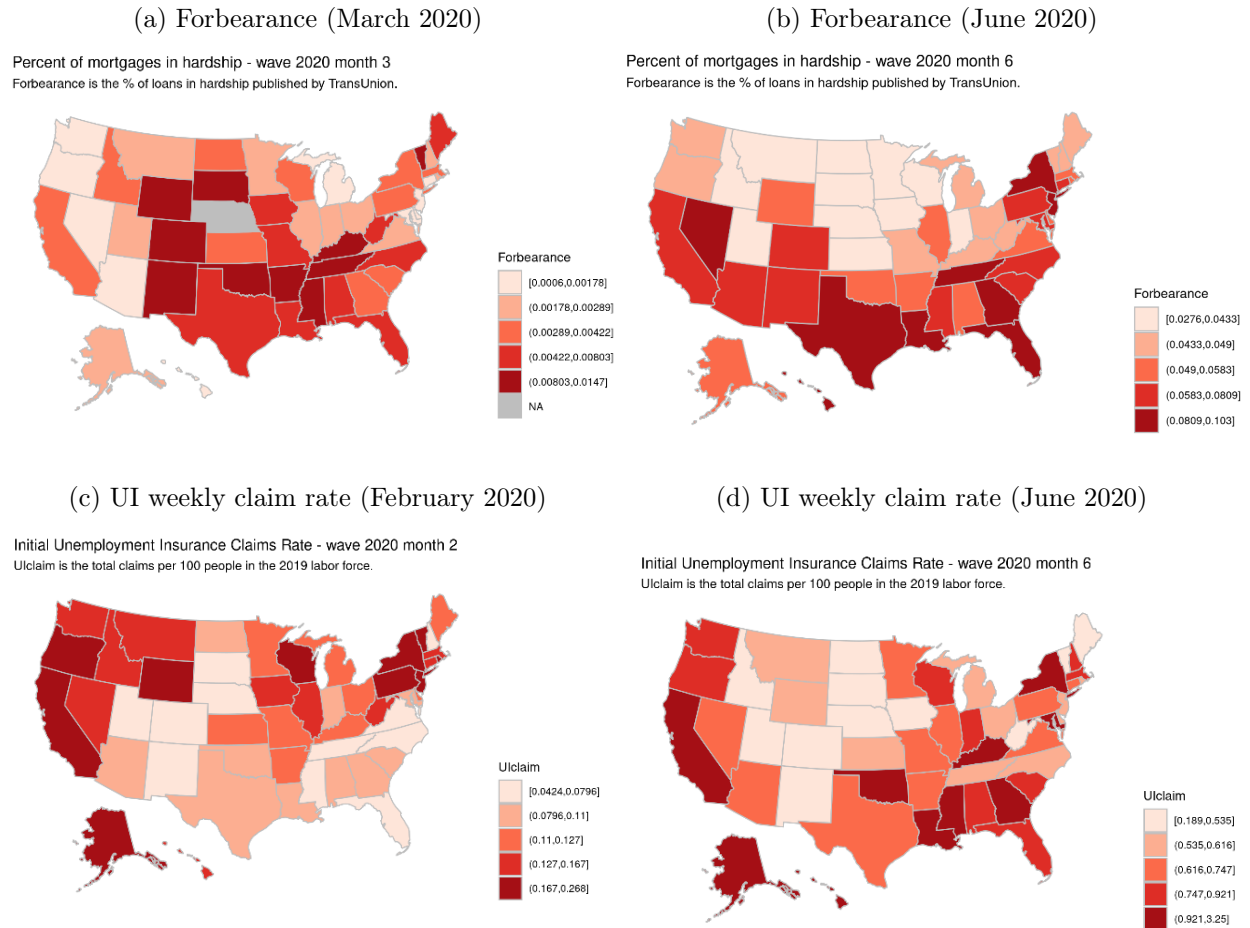 (a) Forbearance (March 2020)
Percent of mortgages in hardship - wave 2020 month 3
Forbearance is the % of loans in hardship published by TransUnion.
Forbearance
[0.0006,0.00178]
(0.00178,0.00289]
(0.00289,0.00422]
(0.00422,0.00803]
(0.00803,0.0147]
NA
(b) Forbearance (June 2020)
Percent of mortgages in hardship - wave 2020 month 6
Forbearance is the % of loans in hardship published by TransUnion.
Forbearance
[0.0276,0.0433]
(0.0433,0.049]
(0.049,0.0583]
(0.0583,0.0809]
(0.0809,0.103]
(c) UI weekly claim rate (February 2020)
Initial Unemployment Insurance Claims Rate - wave 2020 month 2
UIclaim is the total claims per 100 people in the 2019 labor force.
UIclaim
[0.0424,0.0796]
(0.0796,0.11]
(0.11,0.127]
(0.127,0.167]
(0.167,0.268]
(d) UI weekly claim rate (June 2020)
Initial Unemployment Insurance Claims Rate - wave 2020 month 6
UIclaim is the total claims per 100 people in the 2019 labor force.
UIclaim
[0.189,0.535]
(0.535,0.616]
(0.616,0.747]
(0.747,0.921]
(0.921,3.25]